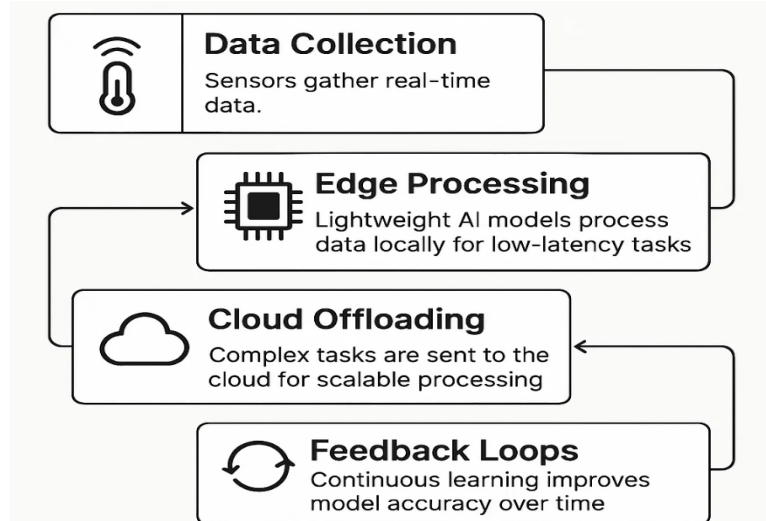 Data Collection
Sensors gather real-time
data.
Edge Processing
Lightweight AI models process
data locally for low-latency tasks
Cloud Offloading
Complex tasks are sent to the
cloud for scalable processing
Feedback Loops
Continuous learning improves
model accuracy over time